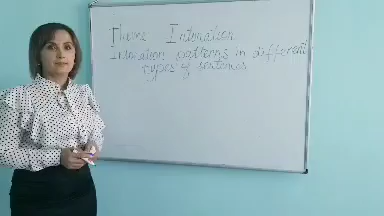 Theme Intonation
Intonation patterns in different
types of sentences